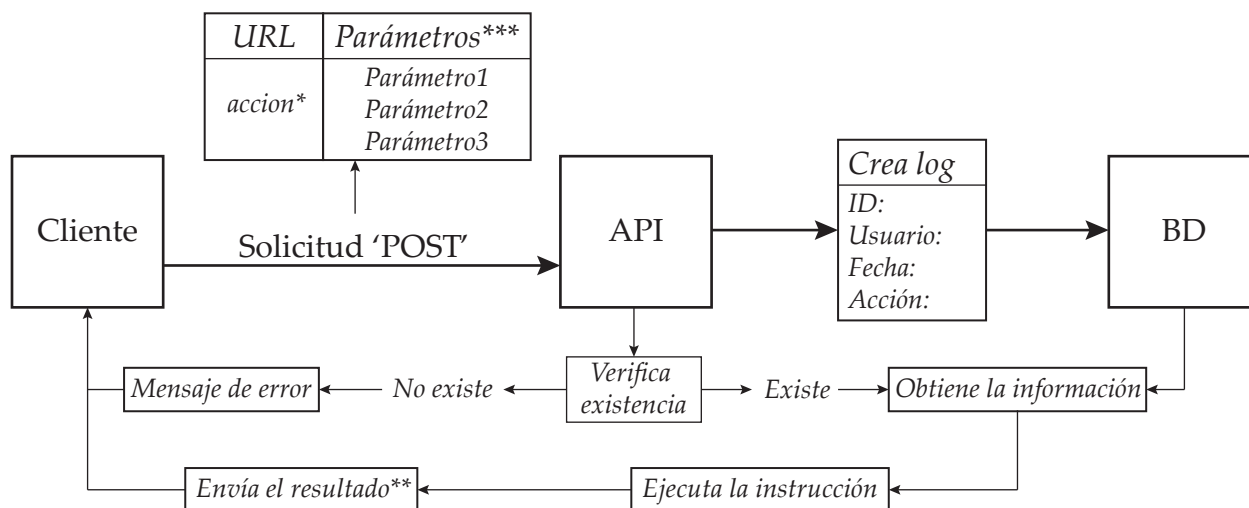 URL Parámetros***
accion*
Parámetro1
Parámetro2
Parámetro3
Cliente
Solicitud ‘POST’
API
Crea log
ID:
Usuario:
Fecha:
Acción:
BD
Mensaje de error
No existe
Verifica
existencia
Existe
Obtiene la información
Envía el resultado**
Ejecuta la instrucción